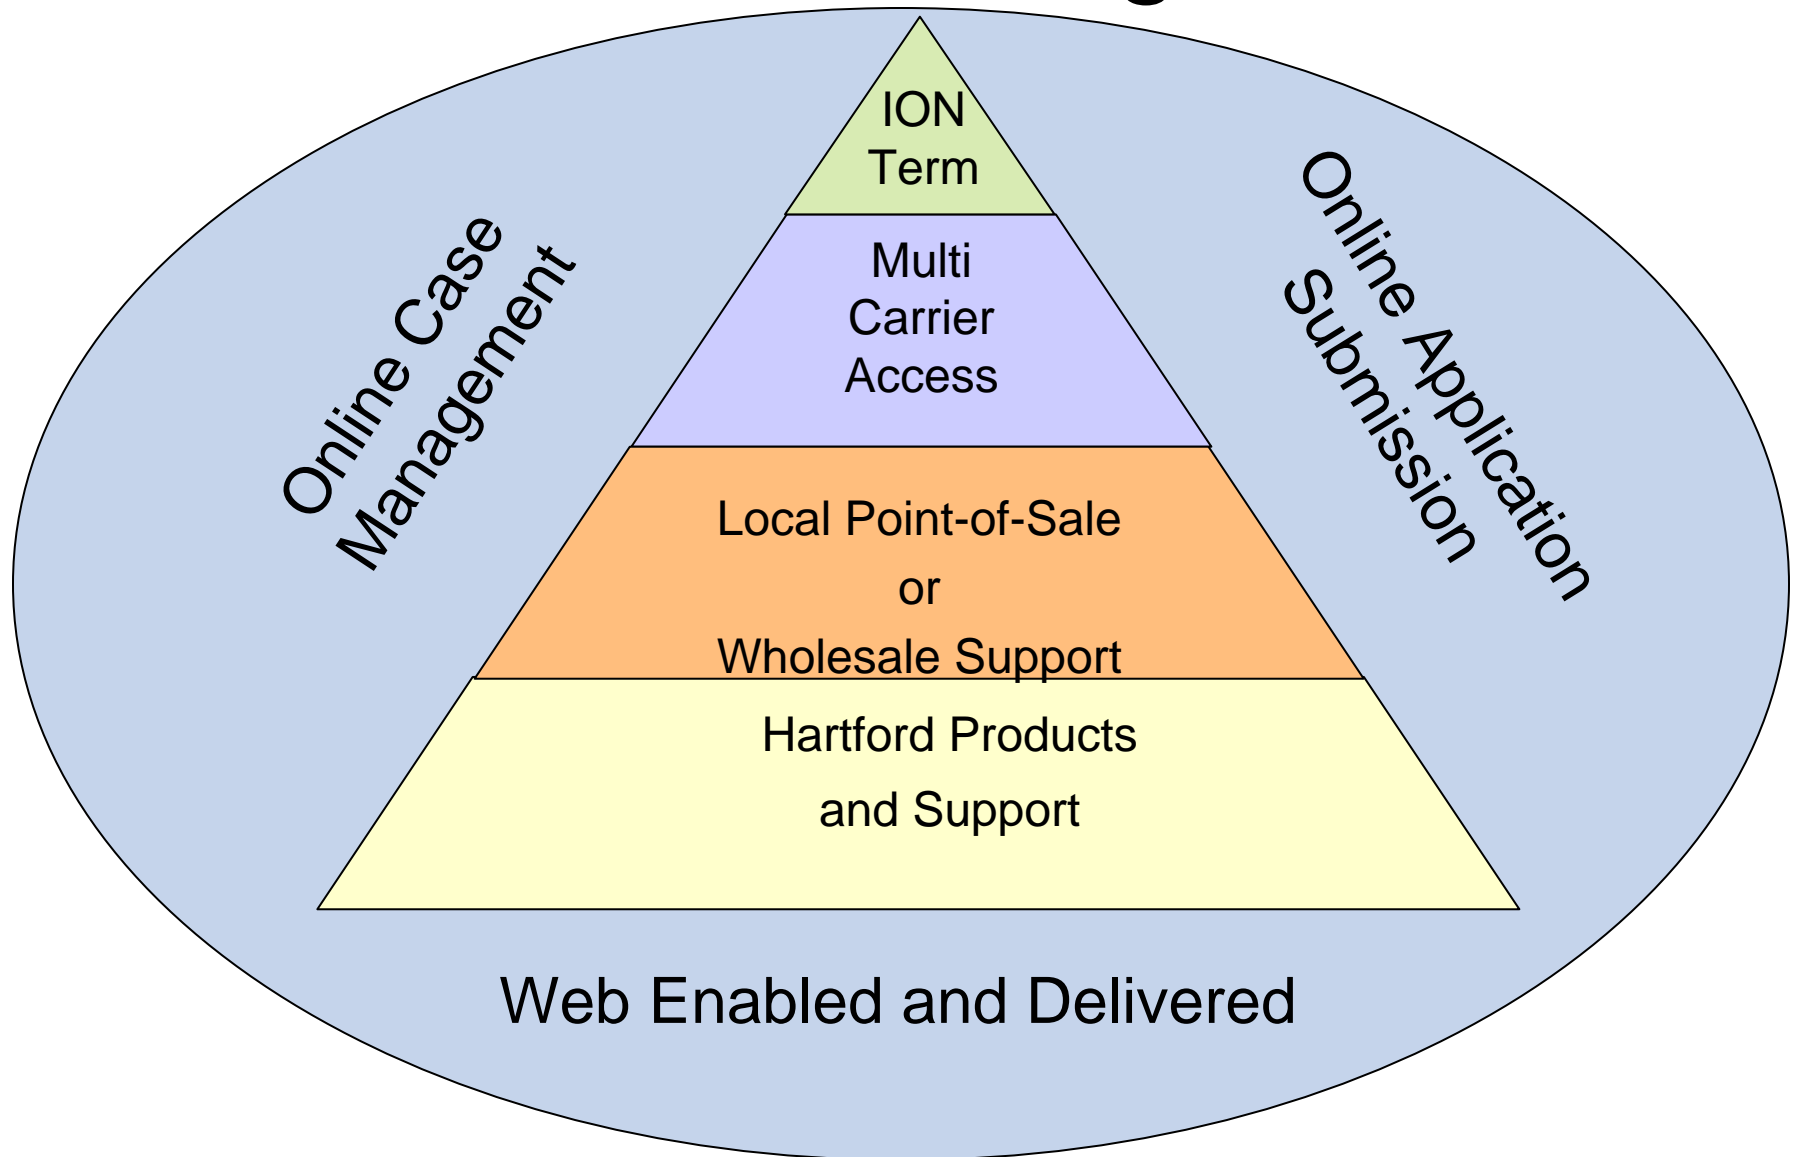 ION
Term
Multi
Carrier
Access
Online Case
Management
Online Application
Submission
Local Point-of-Sale
or
Wholesale Support
Hartford Products
and Support
Web Enabled and Delivered